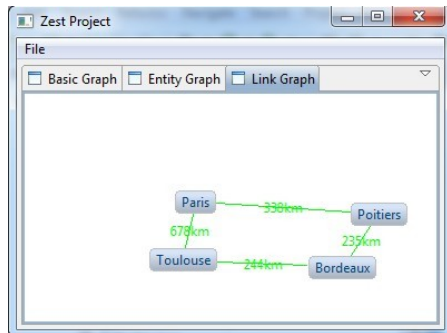 Zest Project
File
Basic Graph Entity Graph Link Graph
Paris 338km Poitiers
678km 235km
Toulouse 244km Bordeaux